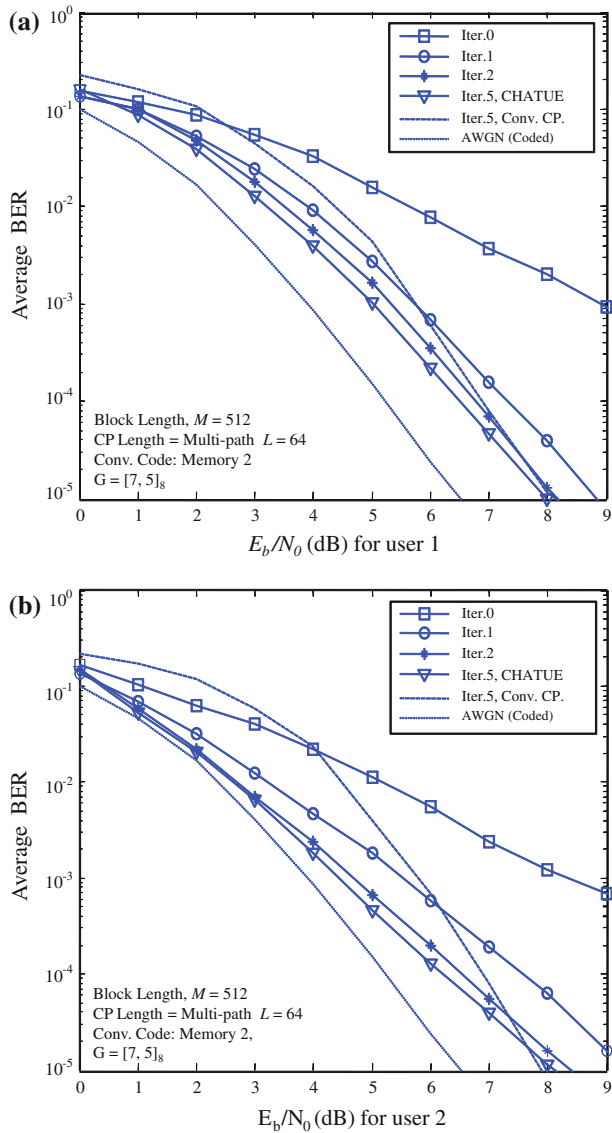 (a)
10^0
10^-1
10^-2
10^-3
10^-4
10^-5
Average BER
Iter.0
Iter.1
Iter.2
Iter.5, CHATUE
Iter.5, Conv. CP.
AWGN (Coded)
Block Length, M = 512
CP Length = Multi-path L = 64
Conv. Code: Memory 2
G = [7, 5]_8
0 1 2 3 4 5 6 7 8 9
E_b/N_0 (dB) for user 1
(b)
10^0
10^-1
10^-2
10^-3
10^-4
10^-5
Average BER
Iter.0
Iter.1
Iter.2
Iter.5, CHATUE
Iter.5, Conv. CP.
AWGN (Coded)
Block Length, M = 512
CP Length = Multi-path L = 64
Conv. Code: Memory 2,
G = [7, 5]_8
0 1 2 3 4 5 6 7 8 9
E_b/N_0 (dB) for user 2